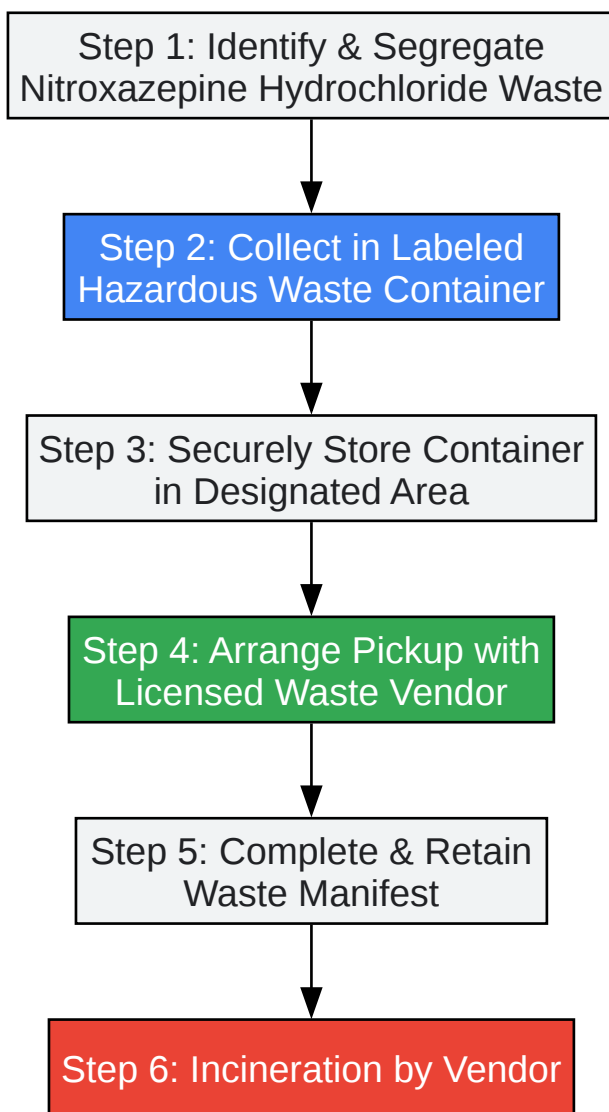 Step 1: Identify & Segregate
Nitroxazepine Hydrochloride Waste
Step 2: Collect in Labeled
Hazardous Waste Container
Step 3: Securely Store Container
in Designated Area
Step 4: Arrange Pickup with
Licensed Waste Vendor
Step 5: Complete & Retain
Waste Manifest
Step 6: Incineration by Vendor